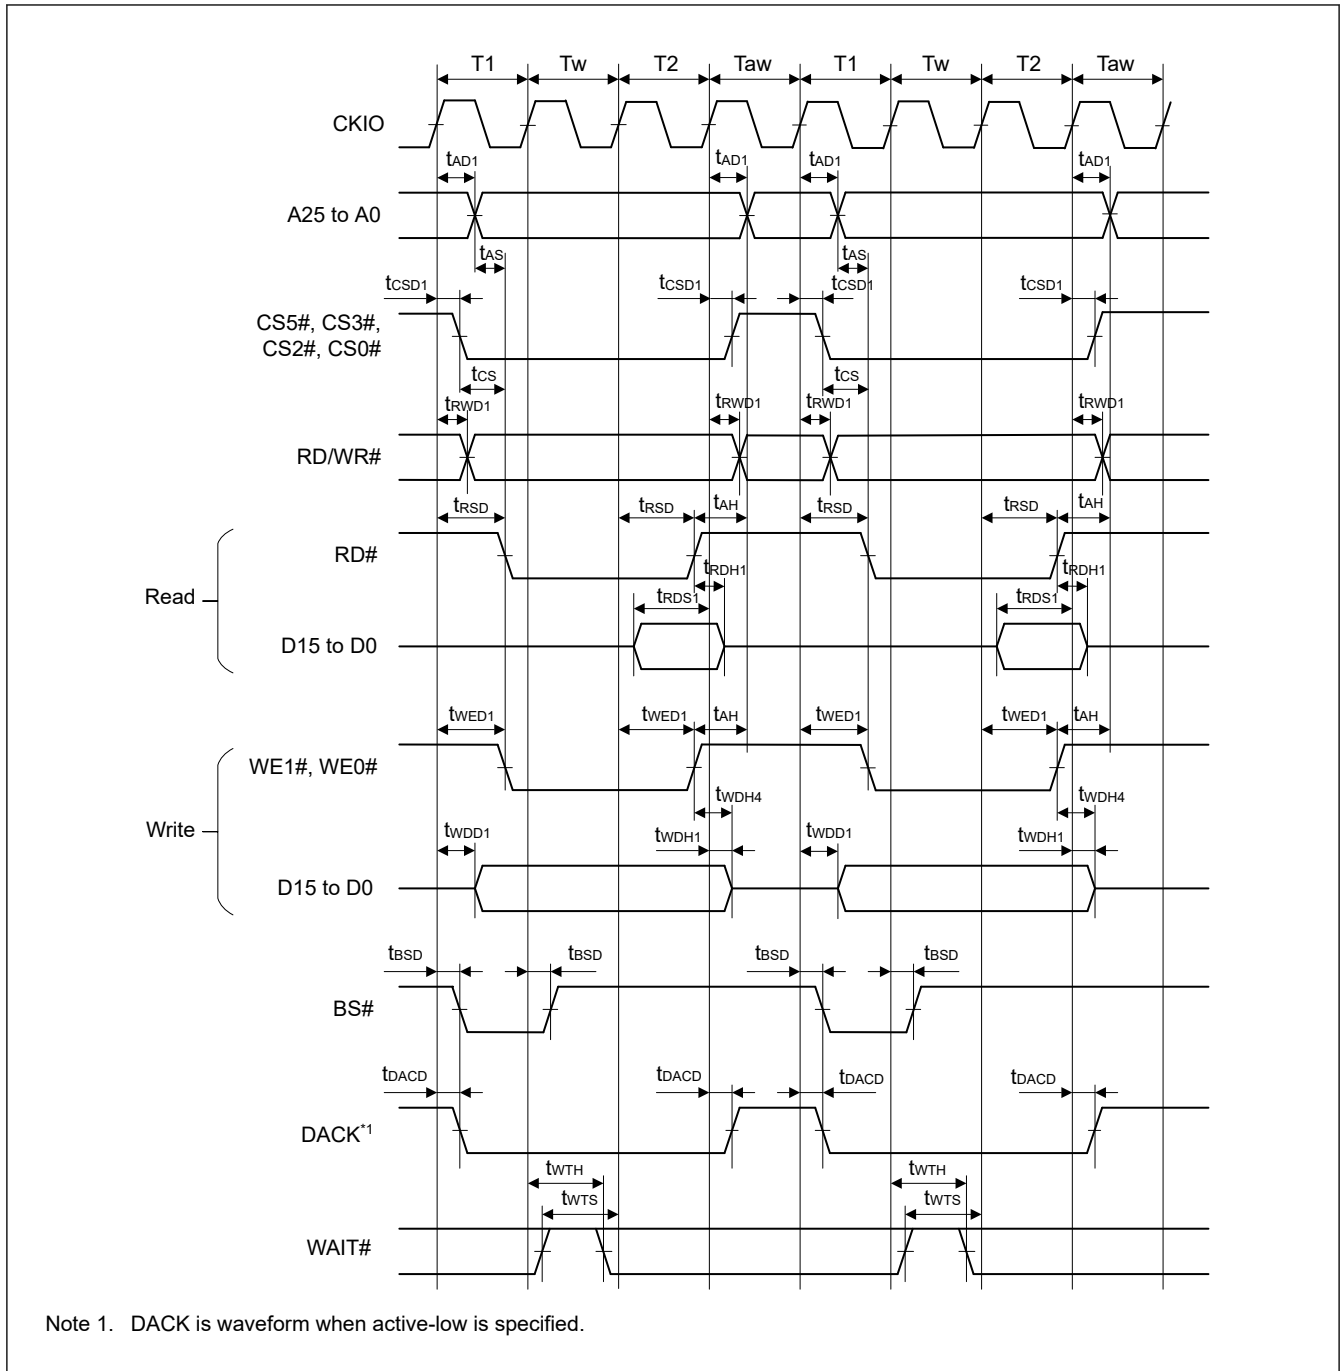 T1 Tw T2 Taw T1 Tw T2 Taw
CKIO
tAD1 tAD1 tAD1 tAD1
A25 to A0
tAS tAS
tCSD1 tCSD1 tCSD1 tCSD1
CS5#, CS3#,
CS2#, CS0#
tCS tCS
tRWD1 tRWD1 tRWD1 tRWD1
RD/WR#
tRSD tRSD tAH tRSD tRSD tAH
RD#
tRDH1 tRDH1
Read
tRDS1 tRDS1
D15 to D0
tWED1 tWED1 tAH tWED1 tWED1 tAH
WE1#, WE0#
tWDH4 tWDH4
Write
tWDD1 tWDH1 tWDD1 tWDH1
D15 to D0
tBSD tBSD tBSD tBSD
BS#
tDACD tDACD tDACD tDACD
DACK*1
tWTH tWTH
tWTS tWTS
WAIT#
Note 1. DACK is waveform when active-low is specified.